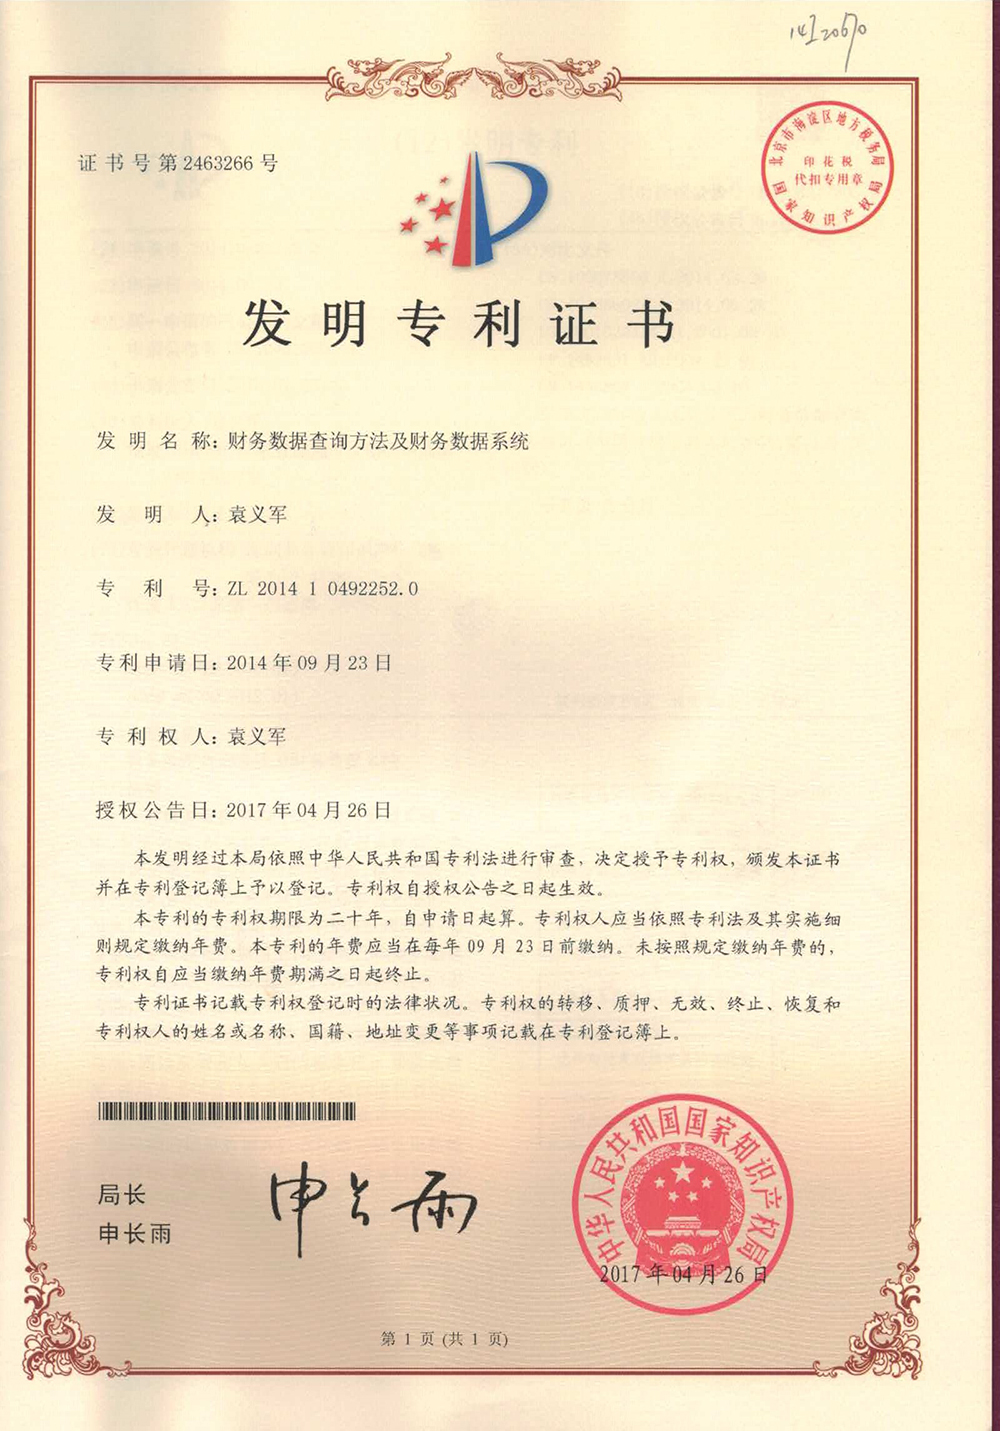 北京市海淀区地方税务局
印花税
代扣专用章
国家知识产权局
证书号第2463266号
发明专利证书
发明名称：财务数据查询方法及财务数据系统
发明人：袁义军
专利号：ZL 2014 1 0492252.0
专利申请日：2014年09月23日
专利权人：袁义军
授权公告日：2017年04月26日
本发明经过本局依照中华人民共和国专利法进行审查，决定授予专利权，颁发本证书
并在专利登记簿上予以登记。专利权自授权公告之日起生效。
本专利的专利权期限为二十年，自申请日起算。专利权人应当依照专利法及其实施细
则规定缴纳年费。本专利的年费应当在每年09月23日前缴纳。未按照规定缴纳年费的，
专利权自应当缴纳年费期满之日起终止。
专利证书记载专利权登记时的法律状况。专利权的转移、质押、无效、终止、恢复和
专利权人的姓名或名称、国籍、地址变更等事项记载在专利登记簿上。
局长
申长雨
申长雨
中华人民共和国国家知识产权局
2017年04月26日
第 1 页 (共 1 页)